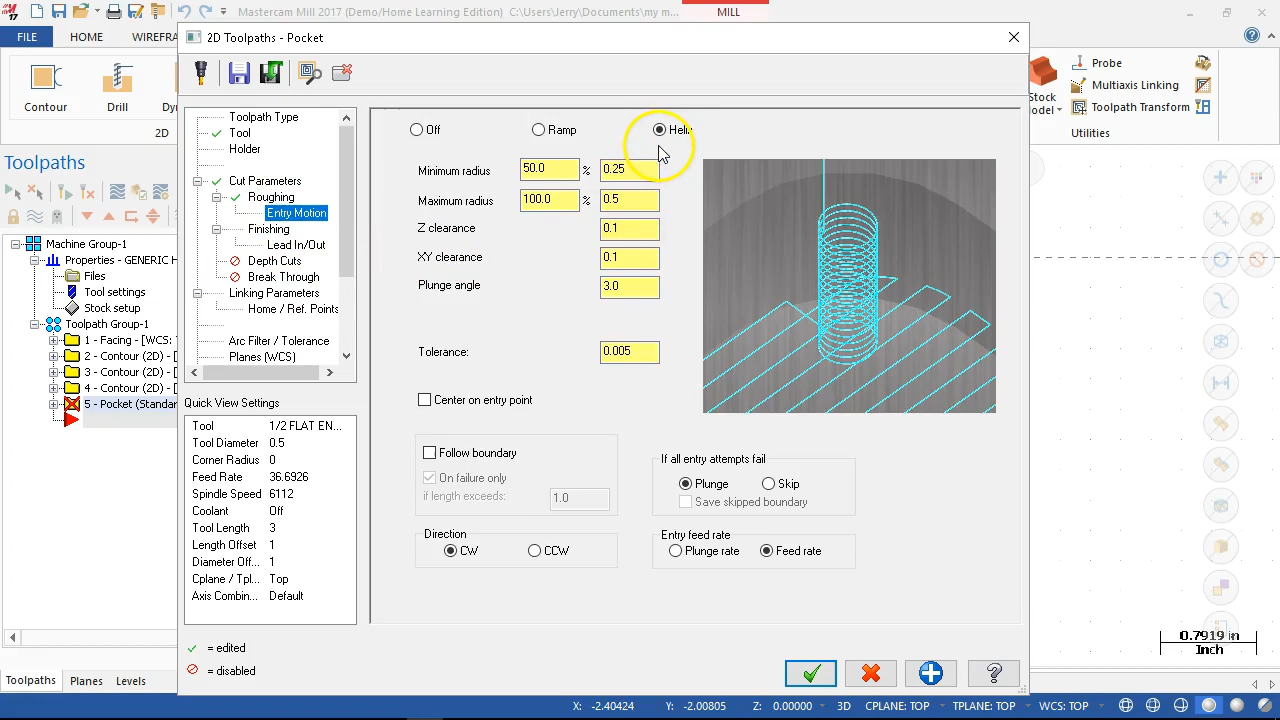 Mastercam Mill 2017 (Demo/Home Learning Edition) C:\Users\Jerry\Documents\my m...
MILL
17
FILE
HOME
WIREFRA
Contour
Drill
Dyna
2D
Probe
Multiaxis Linking
Toolpath Transform
Stock
Model
Utilities
2D Toolpaths - Pocket
Toolpath Type
Tool
Holder
Cut Parameters
Roughing
Entry Motion
Finishing
Lead In/Out
Depth Cuts
Break Through
Linking Parameters
Home / Ref. Points
Arc Filter / Tolerance
Planes (WCS)
Quick View Settings
Tool 1/2 FLAT EN...
Tool Diameter 0.5
Corner Radius 0
Feed Rate 36.6926
Spindle Speed 6112
Coolant Off
Tool Length 3
Length Offset 1
Diameter Off... 1
Cplane / Tpl... Top
Axis Combin... Default
= edited
= disabled
Off Ramp Helix
Minimum radius 50.0 % 0.25
Maximum radius 100.0 % 0.5
Z clearance 0.1
XY clearance 0.1
Plunge angle 3.0
Tolerance: 0.005
Center on entry point
Follow boundary
On failure only
if length exceeds: 1.0
Direction
CW CCW
If all entry attempts fail
Plunge Skip
Save skipped boundary
Entry feed rate
Plunge rate Feed rate
Toolpaths
Machine Group-1
Properties - GENERIC H
Files
Tool settings
Stock setup
Toolpath Group-1
1 - Facing - [WCS:
2 - Contour (2D) - [
3 - Contour (2D) - [
4 - Contour (2D) - [
5 - Pocket (Standar
Toolpaths Planes Levels
0.7919 in
Inch
X: -2.40424 Y: -2.00805 Z: 0.00000 3D CPLANE: TOP TPLANE: TOP WCS: TOP